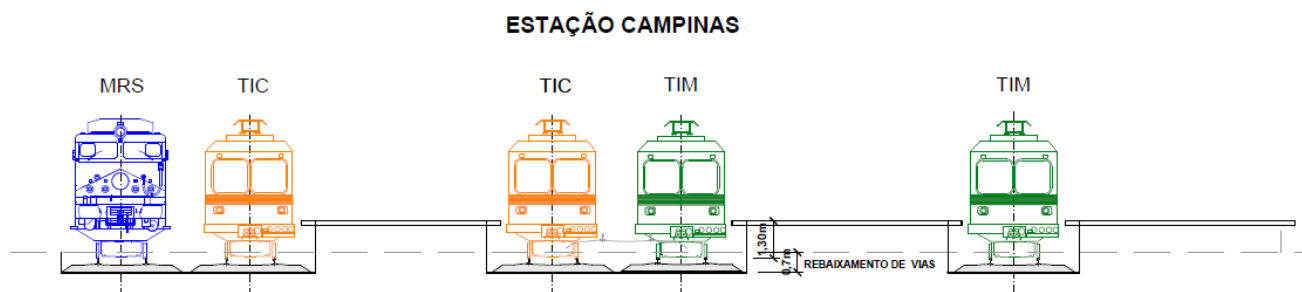 ESTAÇÃO CAMPINAS
MRS
TIC
TIC
TIM
TIM
1,30m
0,7m
REBAIXAMENTO DE VIAS